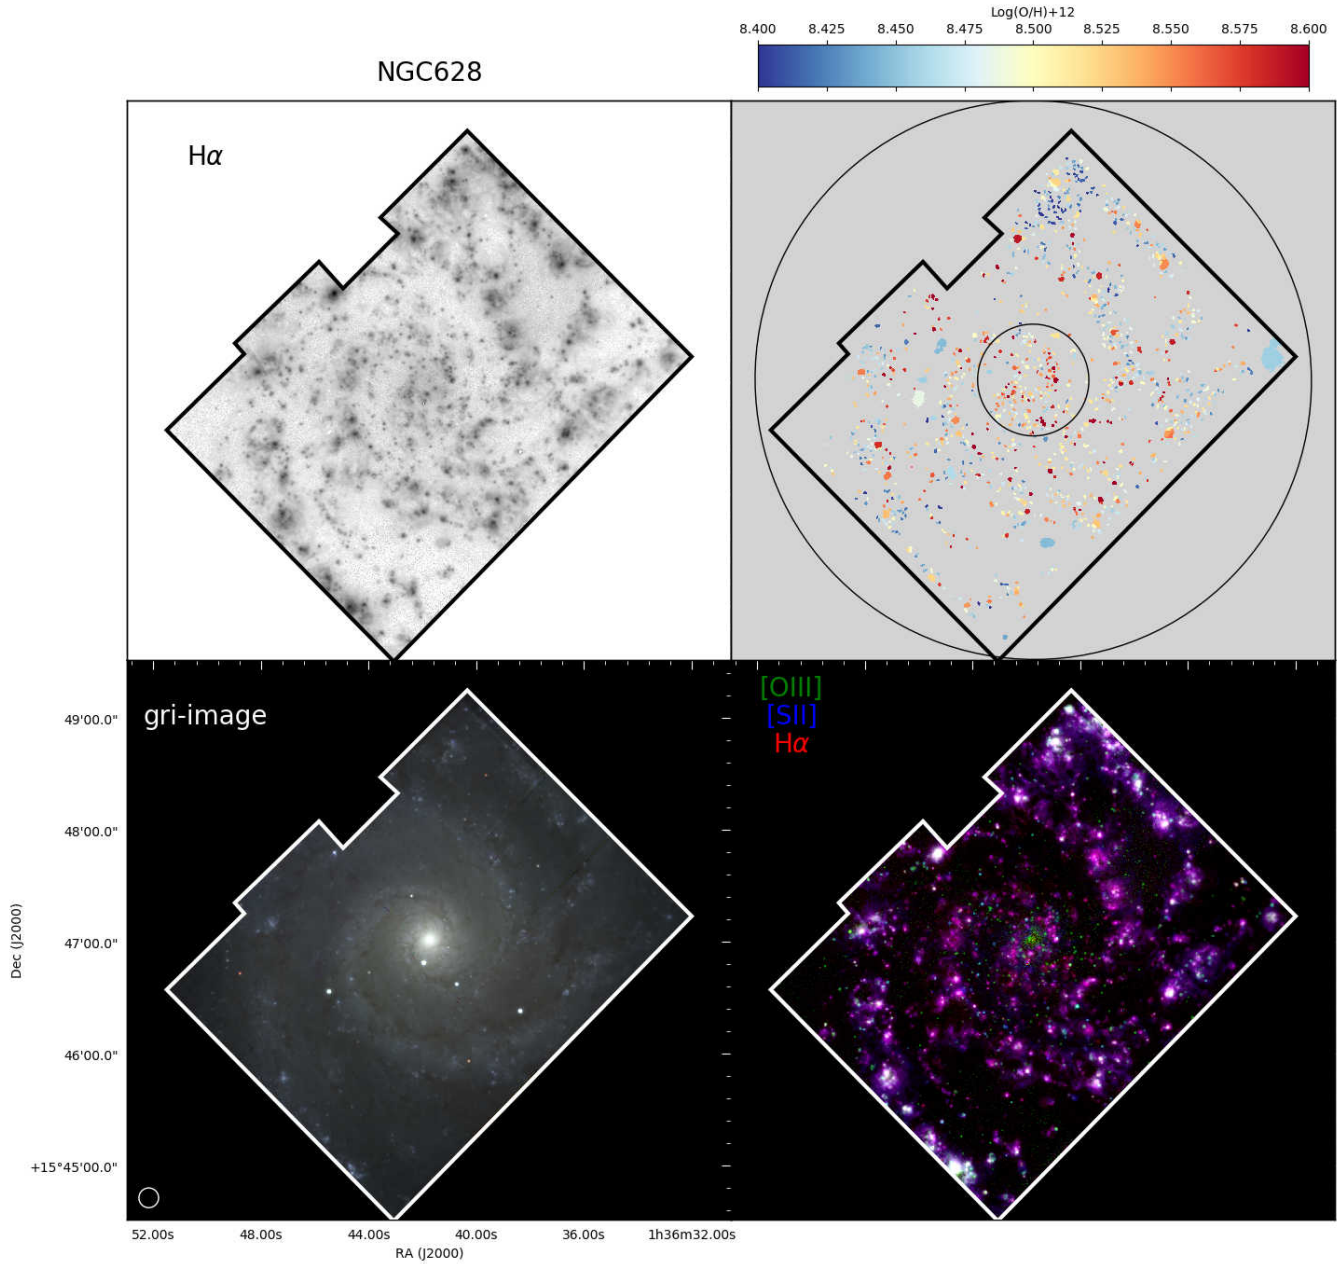 Log(O/H)+12
8.400 8.425 8.450 8.475 8.500 8.525 8.550 8.575 8.600
NGC628
Hα
gri-image
[OIII]
[SII]
Hα
49'00.0"
48'00.0"
47'00.0"
46'00.0"
+15°45'00.0"
Dec (J2000)
52.00s 48.00s 44.00s 40.00s 36.00s 1h36m32.00s
RA (J2000)